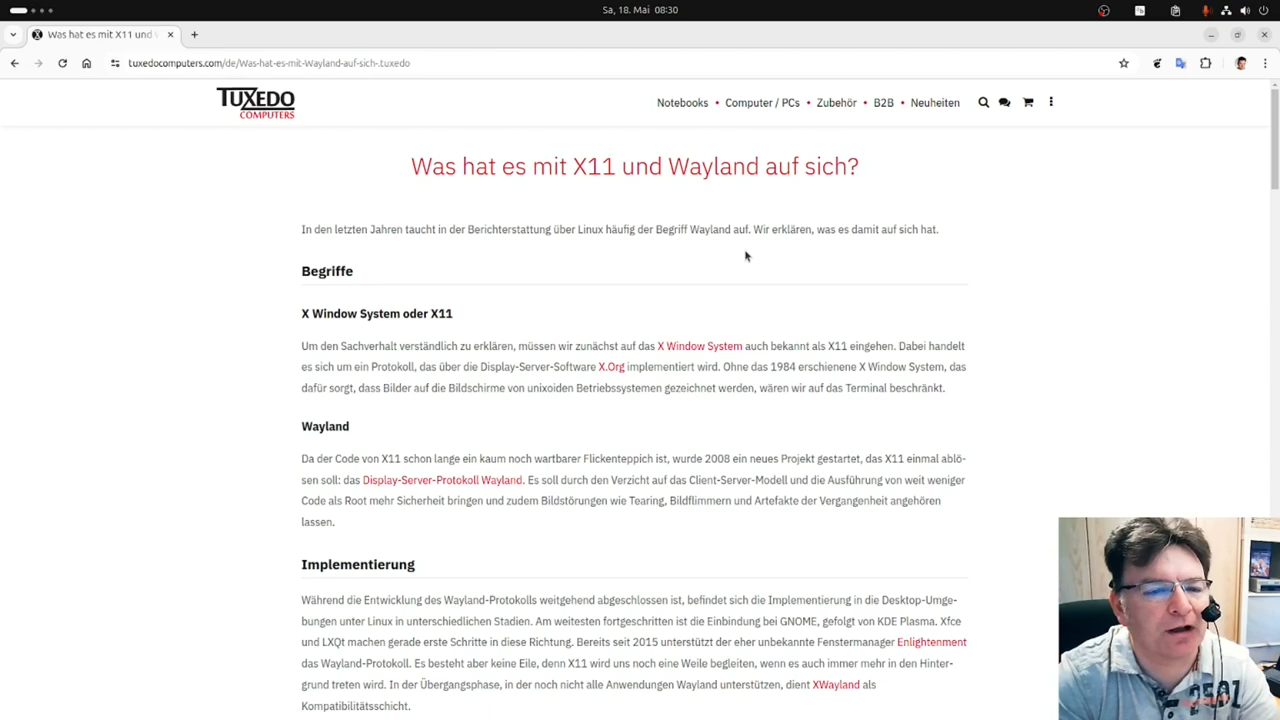 Sa, 18. Mai 08:30
Was hat es mit X11 und W
tuxedocomputers.com/de/Was-hat-es-mit-Wayland-auf-sich-.tuxedo
TUXEDO
COMPUTERS
Notebooks • Computer / PCs • Zubehör • B2B • Neuheiten
Was hat es mit X11 und Wayland auf sich?
In den letzten Jahren taucht in der Berichterstattung über Linux häufig der Begriff Wayland auf. Wir erklären, was es damit auf sich hat.
Begriffe
X Window System oder X11
Um den Sachverhalt verständlich zu erklären, müssen wir zunächst auf das X Window System auch bekannt als X11 eingehen. Dabei handelt
es sich um ein Protokoll, das über die Display-Server-Software X.Org implementiert wird. Ohne das 1984 erschienene X Window System, das
dafür sorgt, dass Bilder auf die Bildschirme von unixoiden Betriebssystemen gezeichnet werden, wären wir auf das Terminal beschränkt.
Wayland
Da der Code von X11 schon lange ein kaum noch wartbarer Flickenteppich ist, wurde 2008 ein neues Projekt gestartet, das X11 einmal ablö-
sen soll: das Display-Server-Protokoll Wayland. Es soll durch den Verzicht auf das Client-Server-Modell und die Ausführung von weit weniger
Code als Root mehr Sicherheit bringen und zudem Bildstörungen wie Tearing, Bildflimmern und Artefakte der Vergangenheit angehören
lassen.
Implementierung
Während die Entwicklung des Wayland-Protokolls weitgehend abgeschlossen ist, befindet sich die Implementierung in die Desktop-Umge-
bungen unter Linux in unterschiedlichen Stadien. Am weitesten fortgeschritten ist die Einbindung bei GNOME, gefolgt von KDE Plasma. Xfce
und LXQt machen gerade erste Schritte in diese Richtung. Bereits seit 2015 unterstützt der eher unbekannte Fenstermanager Enlightenment
das Wayland-Protokoll. Es besteht aber keine Eile, denn X11 wird uns noch eine Weile begleiten, wenn es auch immer mehr in den Hinter-
grund treten wird. In der Übergangsphase, in der noch nicht alle Anwendungen Wayland unterstützen, dient XWayland als
Kompatibilitätsschicht.